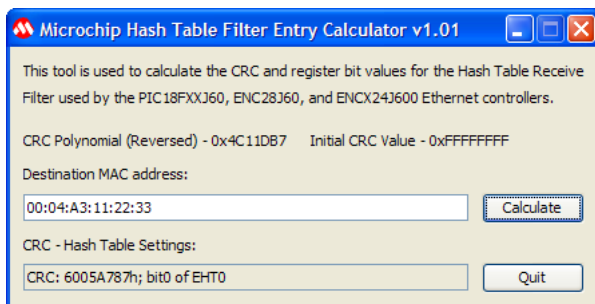 Microchip Hash Table Filter Entry Calculator v1.01
This tool is used to calculate the CRC and register bit values for the Hash Table Receive
Filter used by the PIC18FXXJ60, ENC28J60, and ENCX24J600 Ethernet controllers.
CRC Polynomial (Reversed) - 0x4C11DB7 Initial CRC Value - 0xFFFFFFFF
Destination MAC address:
00:04:A3:11:22:33 Calculate
CRC - Hash Table Settings:
CRC: 6005A787h; bit0 of EHT0 Quit